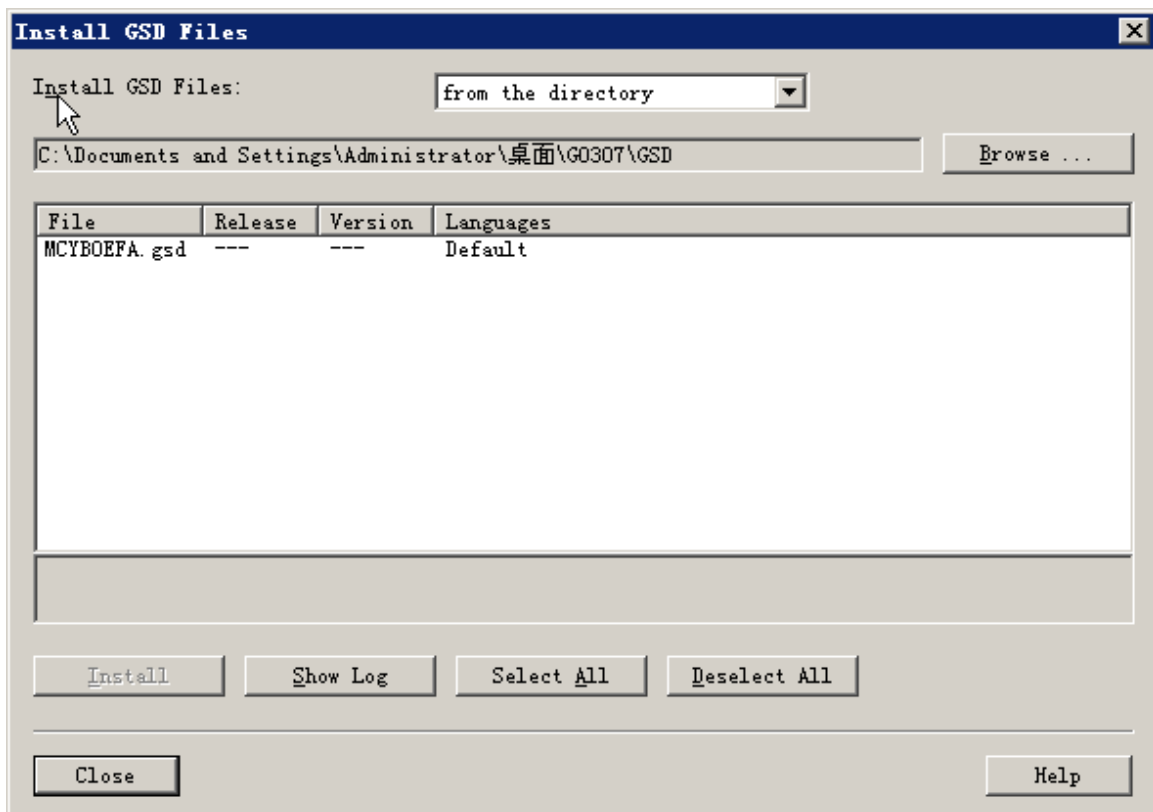 Install GSD Files
Install GSD Files: from the directory
C:\Documents and Settings\Administrator\桌面\G0307\GSD Browse ...
File Release Version Languages
MCYBOEFA.gsd --- --- Default
Install Show Log Select All Deselect All
Close Help